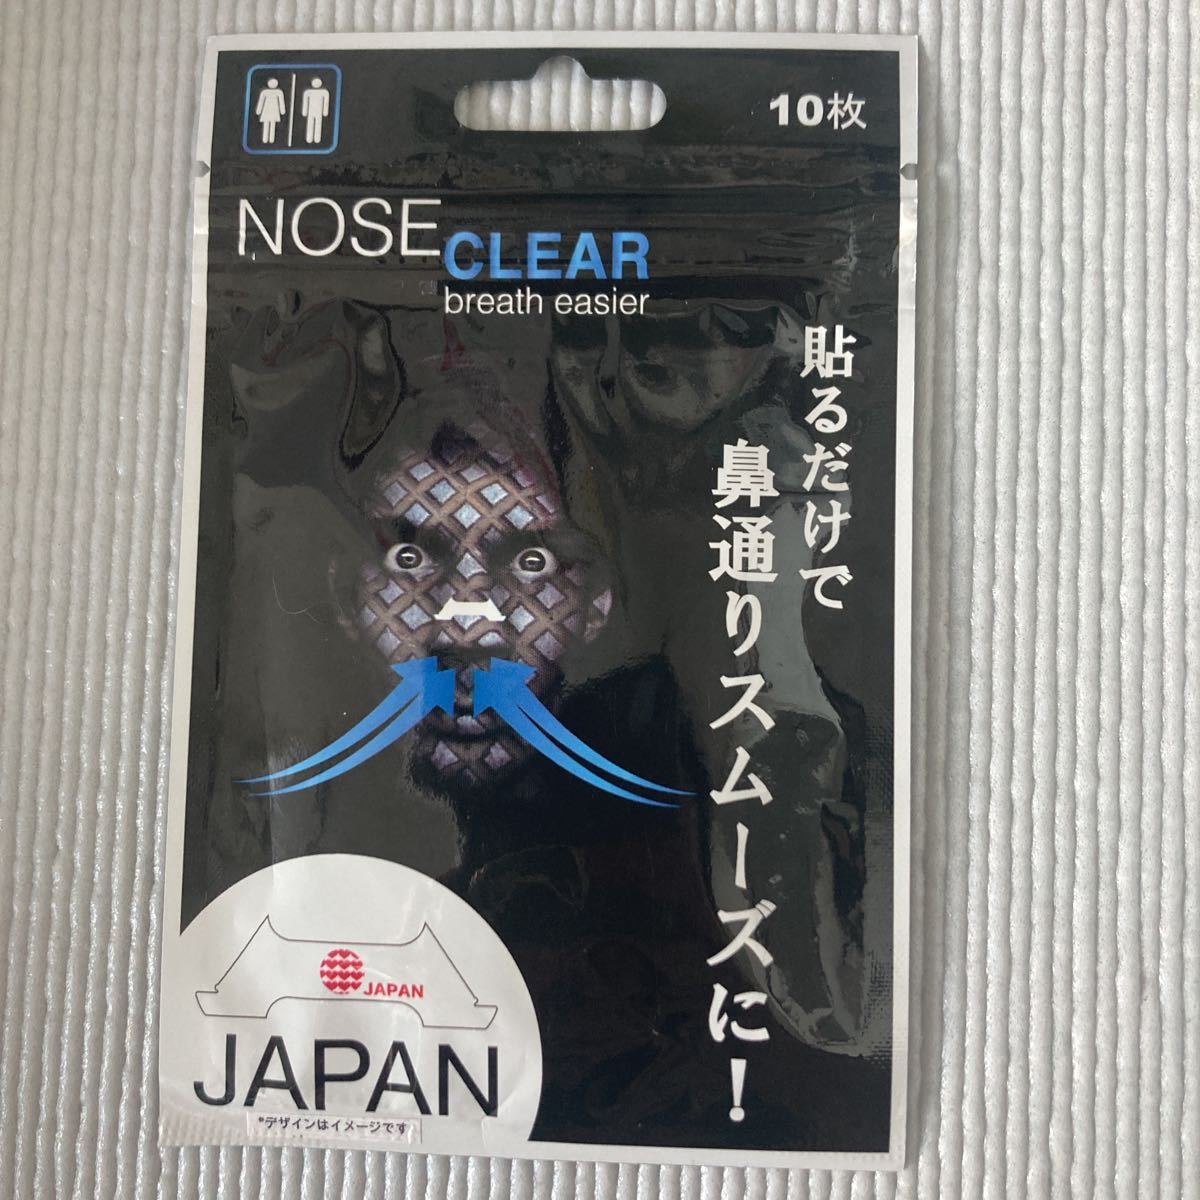 10枚
NOSE
CLEAR
breath easier
貼るだけで
鼻通りスムーズに!
JAPAN
JAPAN
*デザインはイメージです